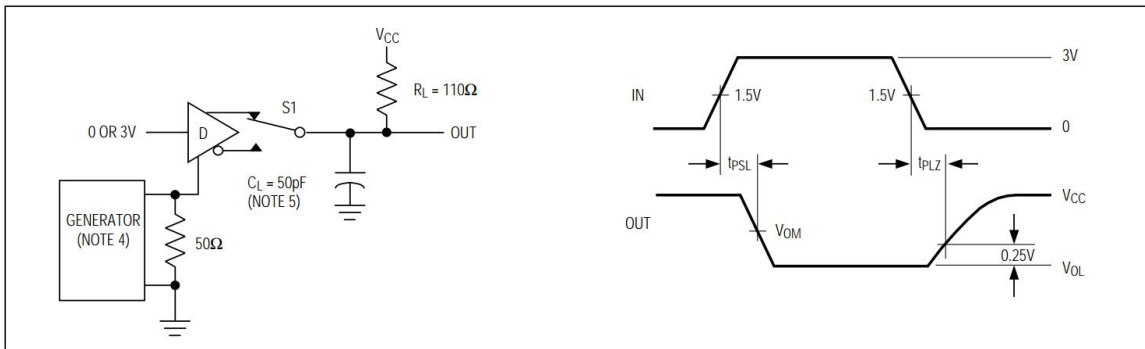 VCC
RL = 110Ω
S1
0 OR 3V
D
OUT
CL = 50pF
(NOTE 5)
GENERATOR
(NOTE 4)
50Ω
3V
IN
1.5V
1.5V
0
tPSL
tPLZ
VCC
OUT
VOM
0.25V
VOL